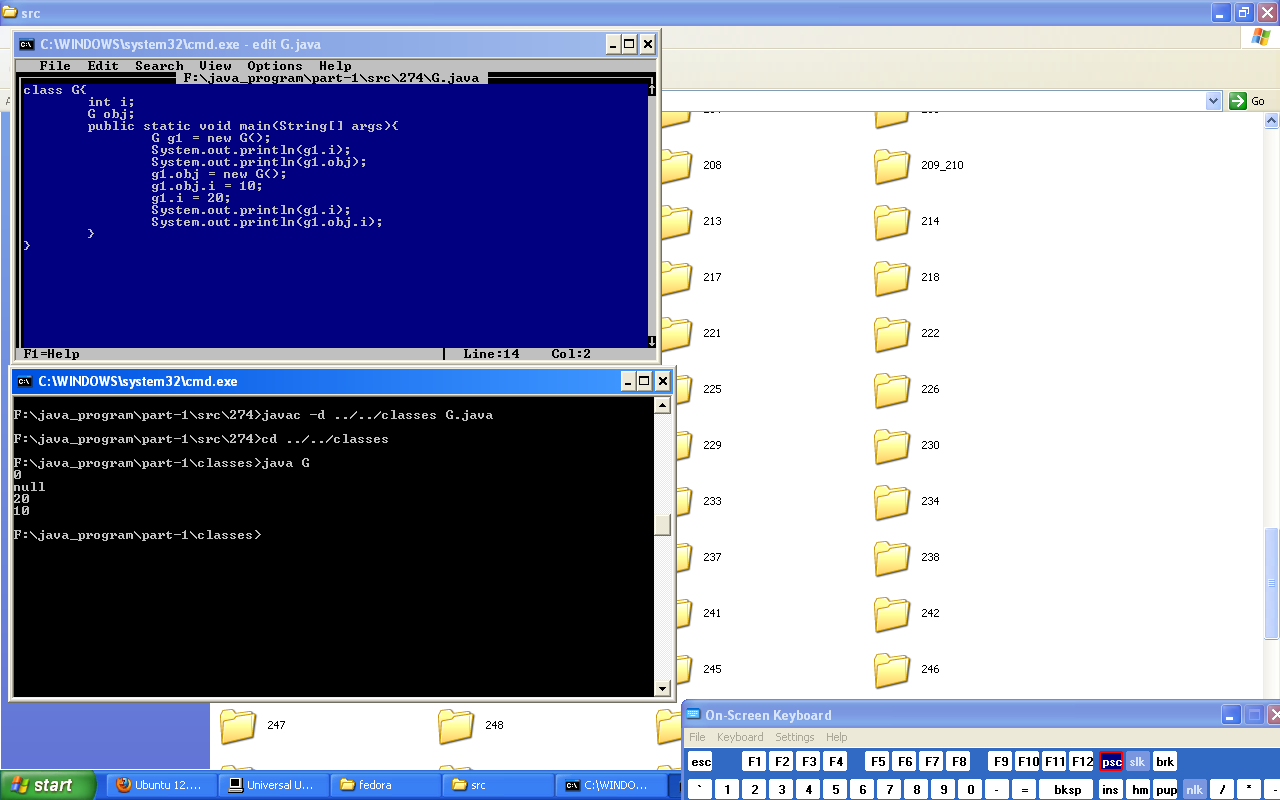 src
C:\WINDOWS\system32\cmd.exe - edit G.java
File Edit Search View Options Help
F:\java_program\part-1\src\274\G.java
class G{
int i;
G obj;
public static void main(String[] args){
G g1 = new G();
System.out.println(g1.i);
System.out.println(g1.obj);
g1.obj = new G();
g1.obj.i = 10;
g1.i = 20;
System.out.println(g1.i);
System.out.println(g1.obj.i);
}
}
F1=Help
Line:14 Col:2
C:\WINDOWS\system32\cmd.exe
F:\java_program\part-1\src\274>javac -d ../../classes G.java
F:\java_program\part-1\src\274>cd ../../classes
F:\java_program\part-1\classes>java G
0
null
20
10
F:\java_program\part-1\classes>
Go
208 209_210
213 214
217 218
221 222
225 226
229 230
233 234
237 238
241 242
245 246
247 248
On-Screen Keyboard
File Keyboard Settings Help
esc F1 F2 F3 F4 F5 F6 F7 F8 F9 F10 F11 F12 psc slk brk
` 1 2 3 4 5 6 7 8 9 0 - = bksp ins hm pup nlk / * -
start Ubuntu 12.... Universal U... fedora src C:\WINDO...